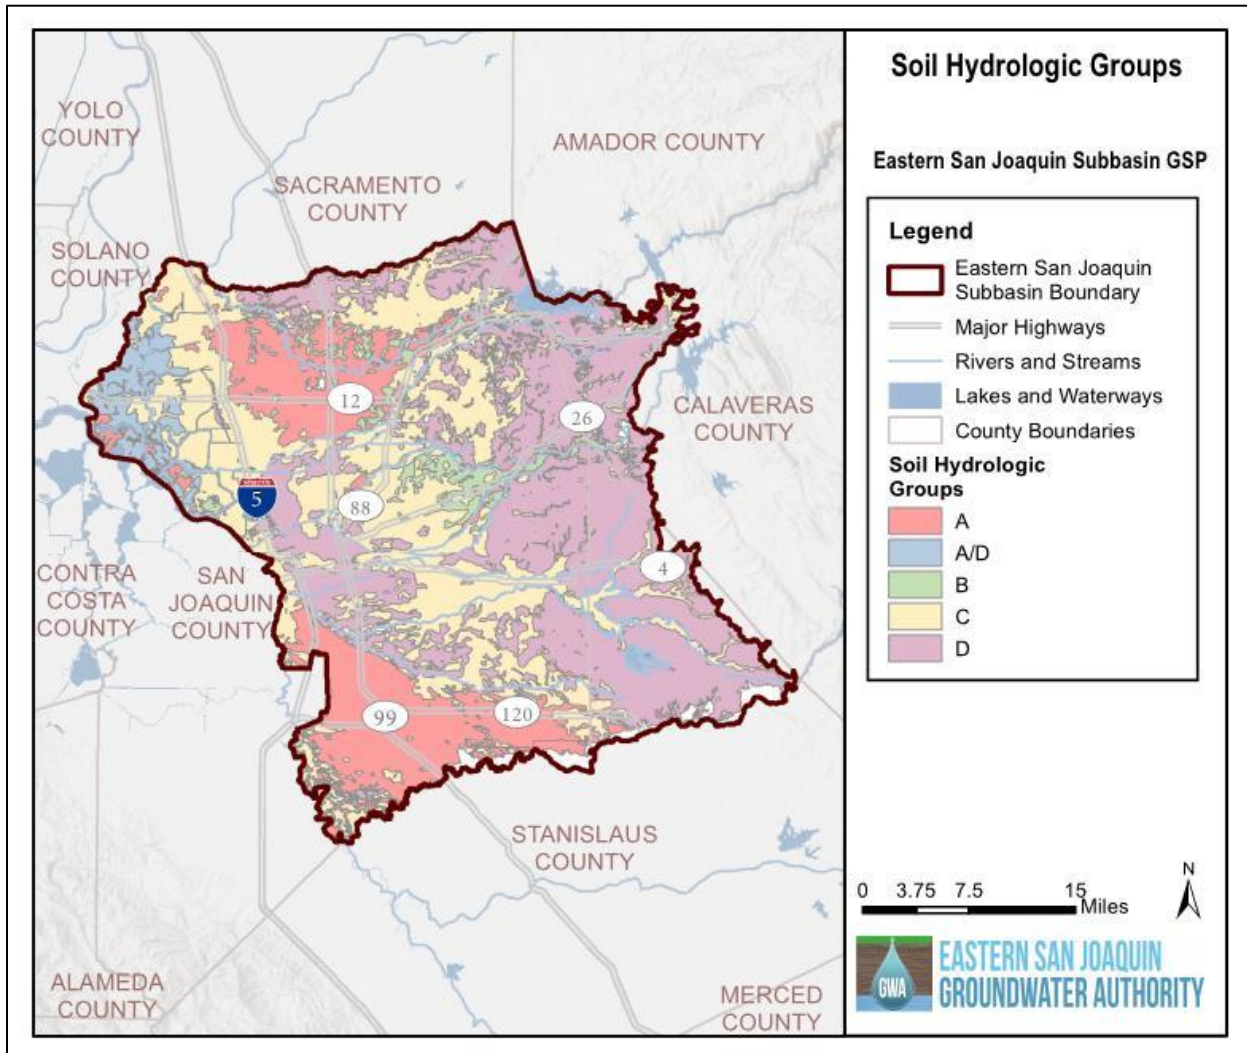 YOLO
COUNTY
AMADOR COUNTY
SACRAMENTO
COUNTY
SOLANO
COUNTY
12
26
CALAVERAS
COUNTY
5
88
4
CONTRA
COSTA
COUNTY
SAN
JOAQUIN
COUNTY
99
120
STANISLAUS
COUNTY
ALAMEDA
COUNTY
MERCED
COUNTY
Soil Hydrologic Groups
Eastern San Joaquin Subbasin GSP
Legend
Eastern San Joaquin
Subbasin Boundary
Major Highways
Rivers and Streams
Lakes and Waterways
County Boundaries
Soil Hydrologic
Groups
A
A/D
B
C
D
N
0 3.75 7.5 15
Miles
GWA
EASTERN SAN JOAQUIN
GROUNDWATER AUTHORITY